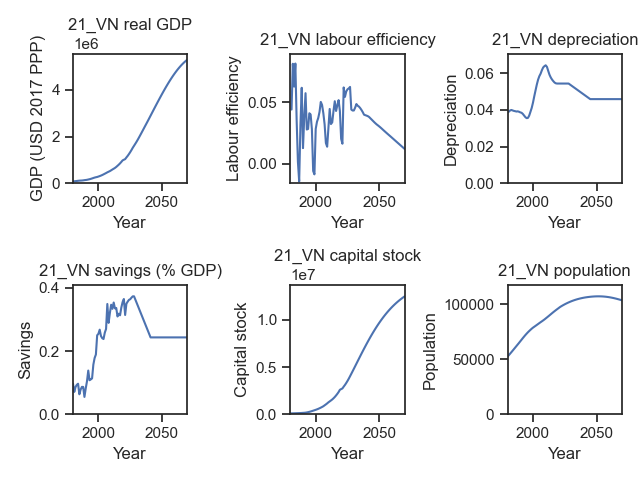 21_VN real GDP
1e6
GDP (USD 2017 PPP)
4
2
0
2000
2050
Year
21_VN labour efficiency
Labour efficiency
0.05
0.00
2000
2050
Year
21_VN depreciation
Depreciation
0.06
0.04
0.02
0.00
2000
2050
Year
21_VN savings (% GDP)
Savings
0.4
0.2
0.0
2000
2050
Year
21_VN capital stock
1e7
Capital stock
1.0
0.5
0.0
2000
2050
Year
21_VN population
Population
100000
50000
0
2000
2050
Year